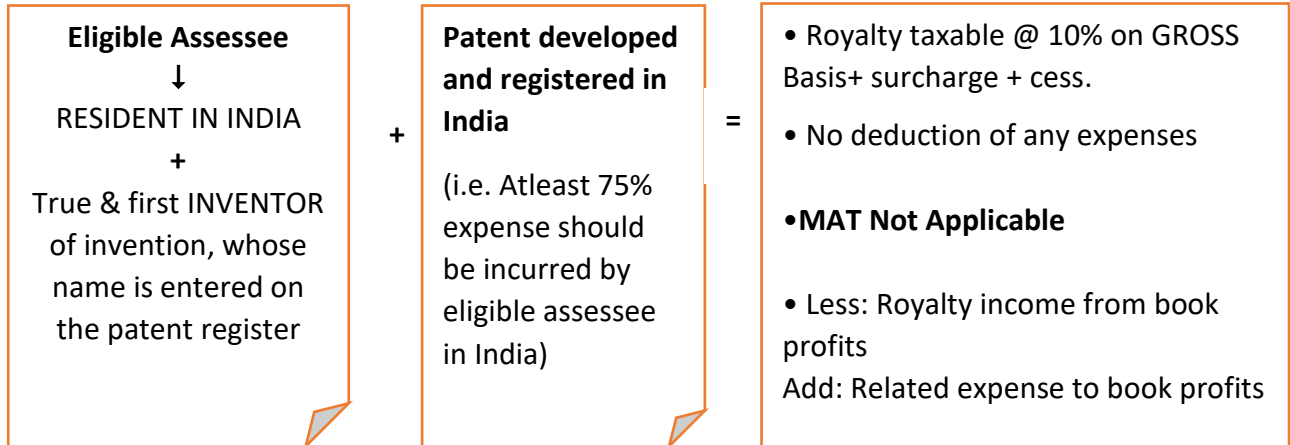 Eligible Assessee
↓
RESIDENT IN INDIA
+
True & first INVENTOR
of invention, whose
name is entered on
the patent register
+
Patent developed
and registered in
India
(i.e. Atleast 75%
expense should
be incurred by
eligible assessee
in India)
=
• Royalty taxable @ 10% on GROSS
Basis+ surcharge + cess.
• No deduction of any expenses
•MAT Not Applicable
• Less: Royalty income from book
profits
Add: Related expense to book profits